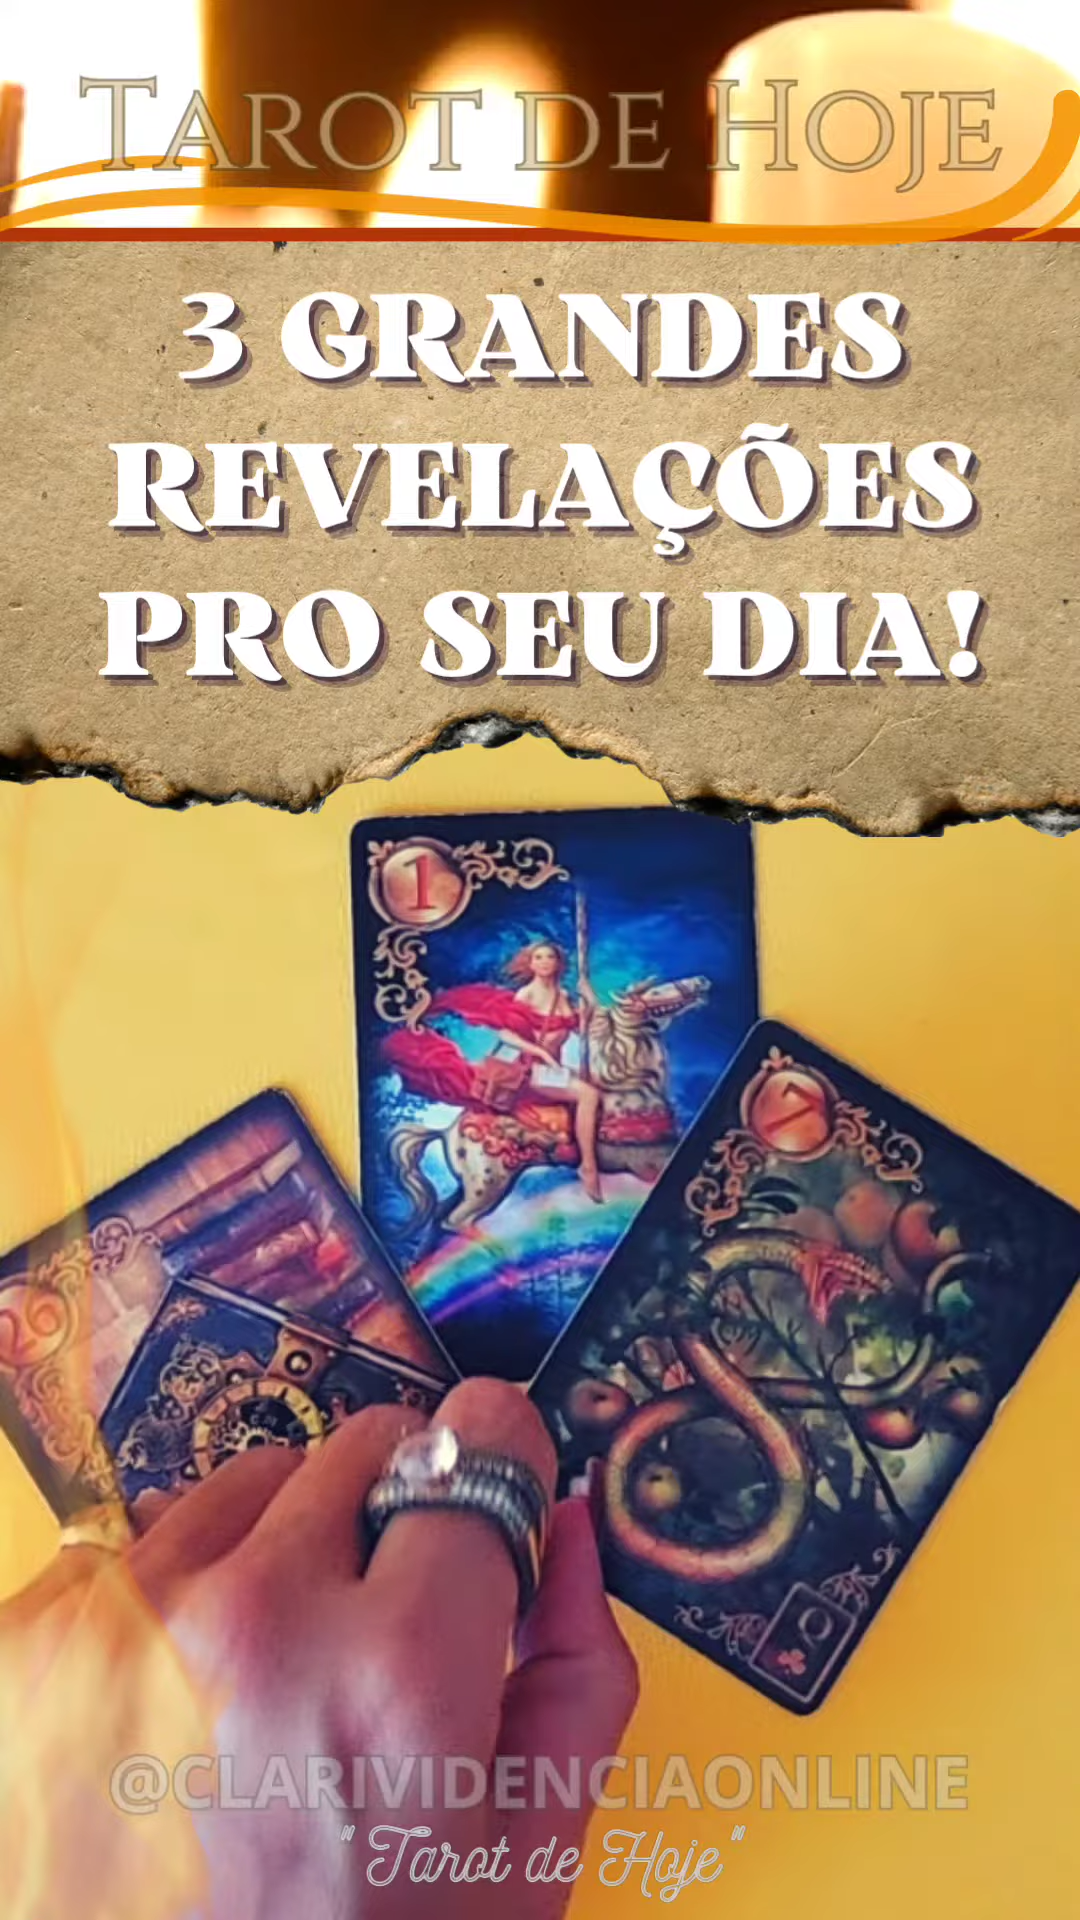 Tarot de Hoje
3 GRANDES
REVELAÇÕES
PRO SEU DIA!
1
7
26
Q
@CLARIVIDENCIAONLINE
"Tarot de Hoje"